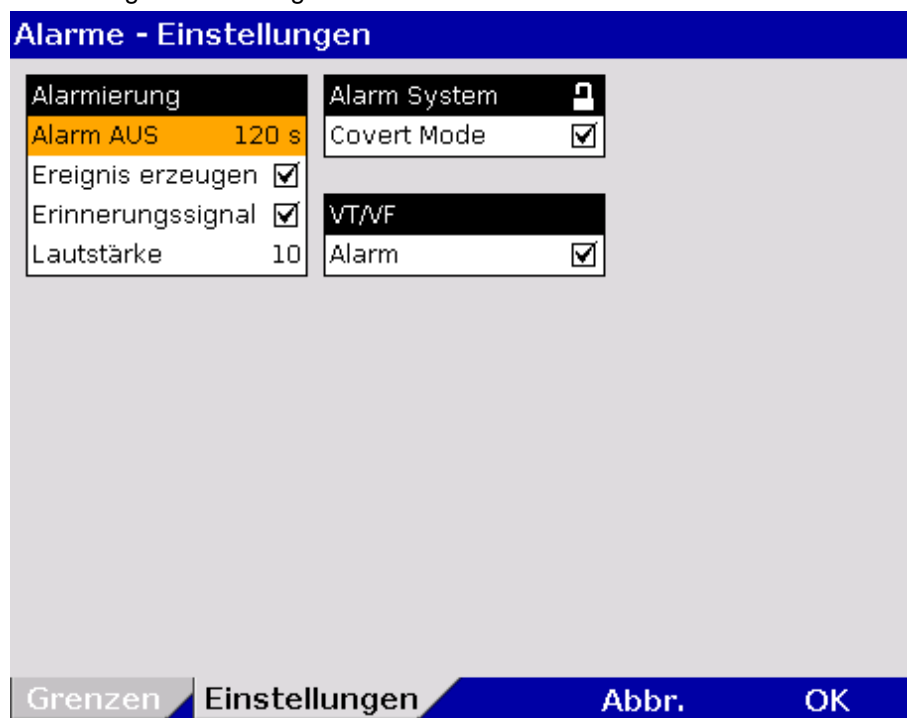 Alarme - Einstellungen
Alarmierung
Alarm AUS 120 s
Ereignis erzeugen
Erinnerungssignal
Lautstärke 10
Alarm System
Covert Mode
VT/VF
Alarm
Grenzen Einstellungen Abbr. OK